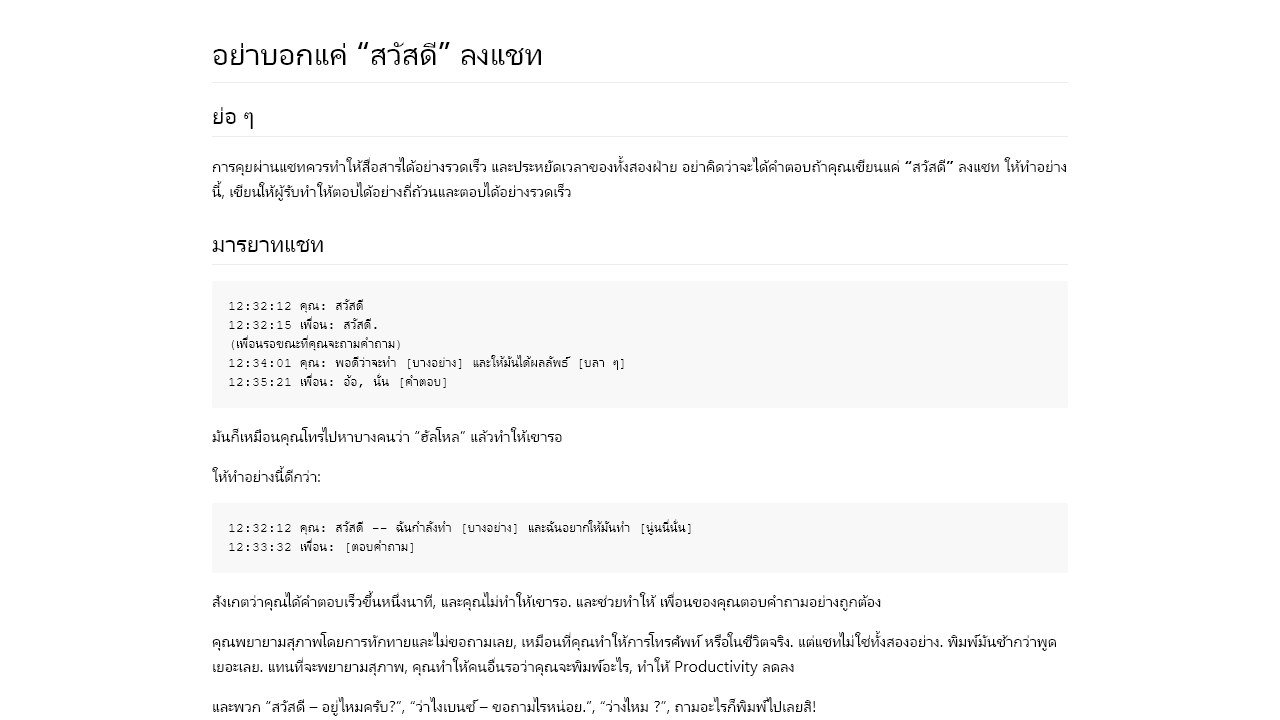 อย่าบอกแค่ “สวัสดี” ลงแชท
ย่อ ๆ
การคุยผ่านแชทควรทำให้สื่อสารได้อย่างรวดเร็ว และประหยัดเวลาของทั้งสองฝ่าย อย่าคิดว่าจะได้คำตอบถ้าคุณเขียนแค่ “สวัสดี” ลงแชท ให้ทำอย่าง
นี้, เขียนให้ผู้รับทำให้ตอบได้อย่างถี่ถ้วนและตอบได้อย่างรวดเร็ว
มารยาทแชท
12:32:12 คุณ: สวัสดี
12:32:15 เพื่อน: สวัสดี.
(เพื่อนรอขณะที่คุณจะถามคำถาม)
12:34:01 คุณ: พอดีว่าจะทำ [บางอย่าง] และให้มันได้ผลลัพธ์ [บลา ๆ]
12:35:21 เพื่อน: อ้อ, นั่น [คำตอบ]
มันก็เหมือนคุณโทรไปหาบางคนว่า “ฮัลโหล” แล้วทำให้เขารอ
ให้ทำอย่างนี้ดีกว่า:
12:32:12 คุณ: สวัสดี -- ฉันกำลังทำ [บางอย่าง] และฉันอยากให้มันทำ [นู่นนี่นั่น]
12:33:32 เพื่อน: [ตอบคำถาม]
สังเกตว่าคุณได้คำตอบเร็วขึ้นหนึ่งนาที, และคุณไม่ทำให้เขารอ. และช่วยทำให้ เพื่อนของคุณตอบคำถามอย่างถูกต้อง
คุณพยายามสุภาพโดยการทักทายและไม่ขอถามเลย, เหมือนที่คุณทำให้การโทรศัพท์ หรือในชีวิตจริง. แต่แชทไม่ใช่ทั้งสองอย่าง. พิมพ์มันช้ากว่าพูด
เยอะเลย. แทนที่จะพยายามสุภาพ, คุณทำให้คนอื่นรอว่าคุณจะพิมพ์อะไร, ทำให้ Productivity ลดลง
และพวก “สวัสดี – อยู่ไหมครับ?”, “ว่าไงเบนซ์ – ขอถามไรหน่อย.”, “ว่างไหม ?”, ถามอะไรก็พิมพ์ไปเลยสิ!